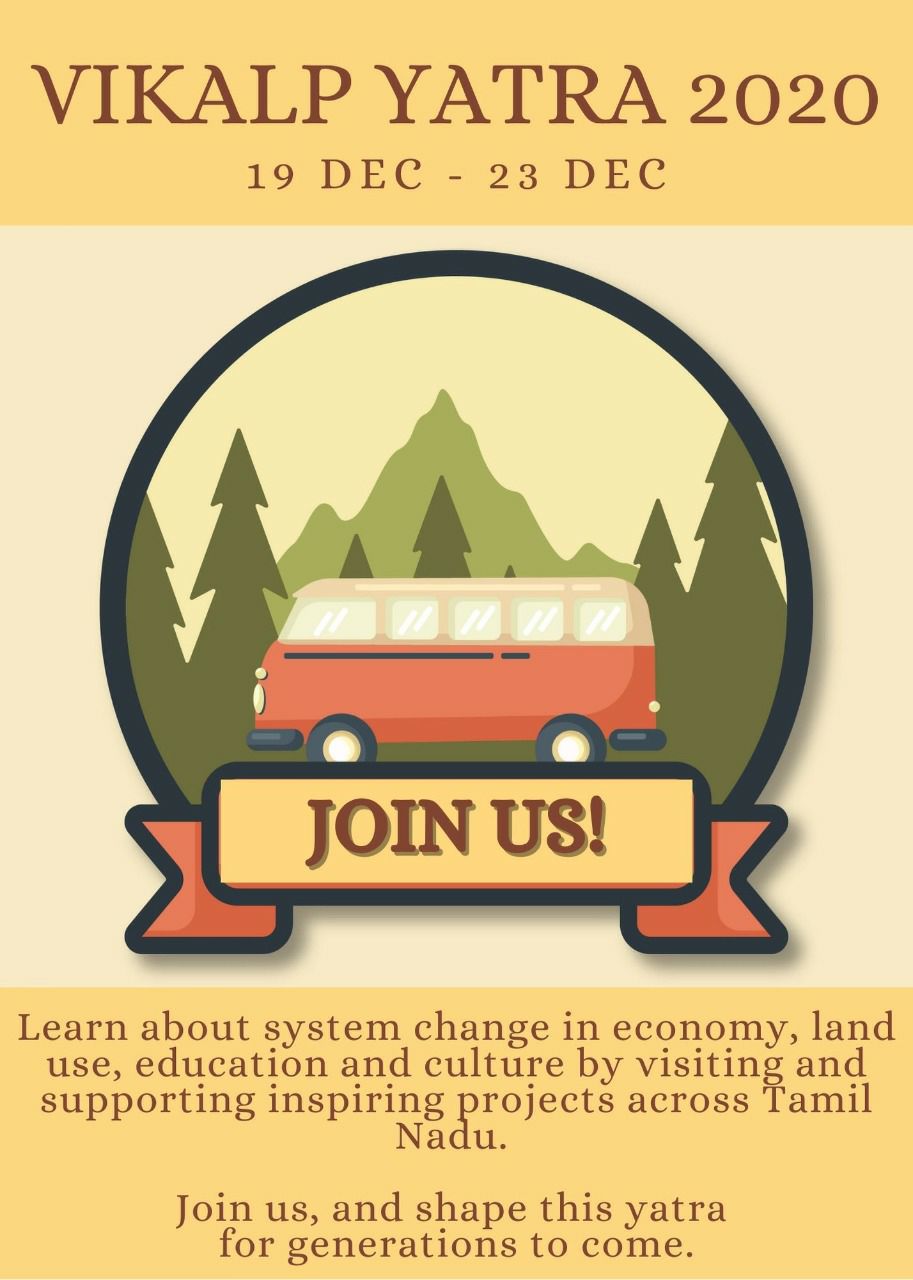 VIKALP YATRA 2020
19 DEC - 23 DEC
JOIN US!
Learn about system change in economy, land
use, education and culture by visiting and
supporting inspiring projects across Tamil
Nadu.
Join us, and shape this yatra
for generations to come.